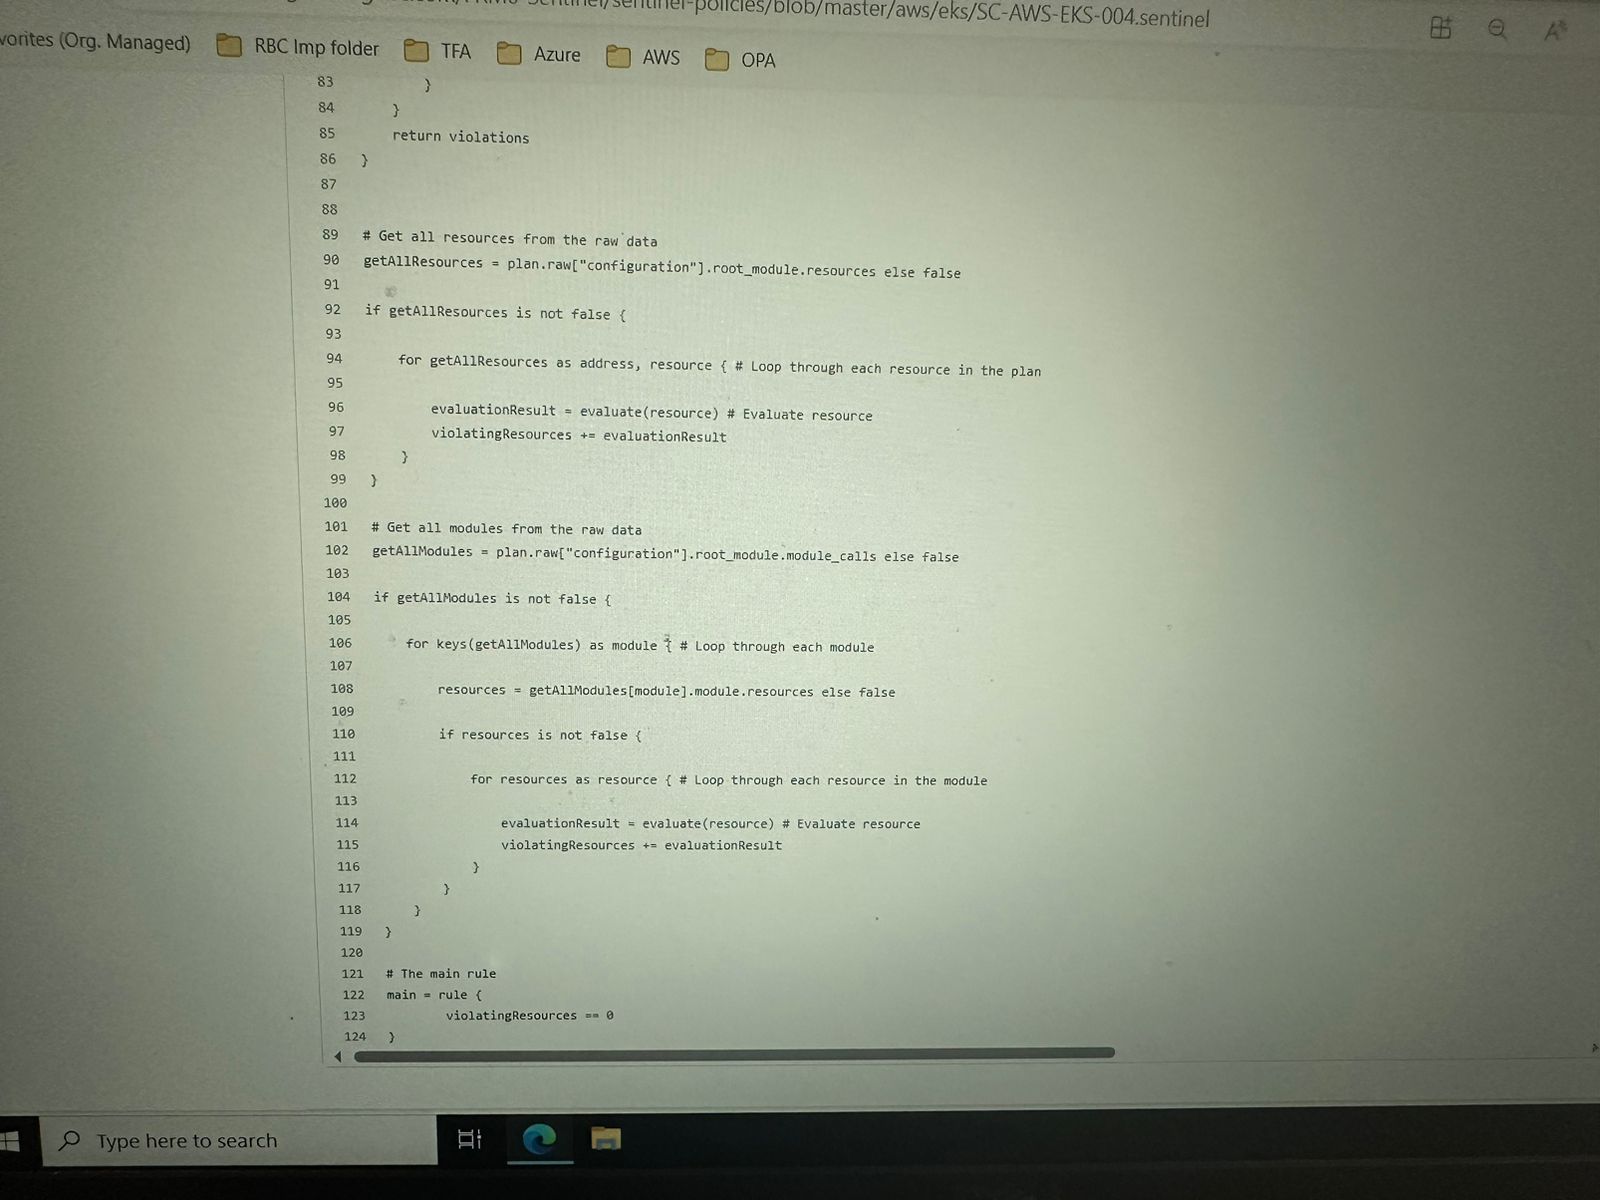 sentinel-policies/blob/master/aws/eks/SC-AWS-EKS-004.sentinel
(Org. Managed) RBC Imp folder TFA Azure AWS OPA
83 }
84 }
85 return violations
86 }
87
88
89 # Get all resources from the raw data
90 getAllResources = plan.raw["configuration"].root_module.resources else false
91
92 if getAllResources is not false {
93
94 for getAllResources as address, resource { # Loop through each resource in the plan
95
96 evaluationResult = evaluate(resource) # Evaluate resource
97 violatingResources += evaluationResult
98 }
99 }
100
101 # Get all modules from the raw data
102 getAllModules = plan.raw["configuration"].root_module.module_calls else false
103
104 if getAllModules is not false {
105
106 for keys(getAllModules) as module { # Loop through each module
107
108 resources = getAllModules[module].module.resources else false
109
110 if resources is not false {
111
112 for resources as resource { # Loop through each resource in the module
113
114 evaluationResult = evaluate(resource) # Evaluate resource
115 violatingResources += evaluationResult
116 }
117 }
118 }
119 }
120
121 # The main rule
122 main = rule {
123 violatingResources == 0
124 }
Type here to search